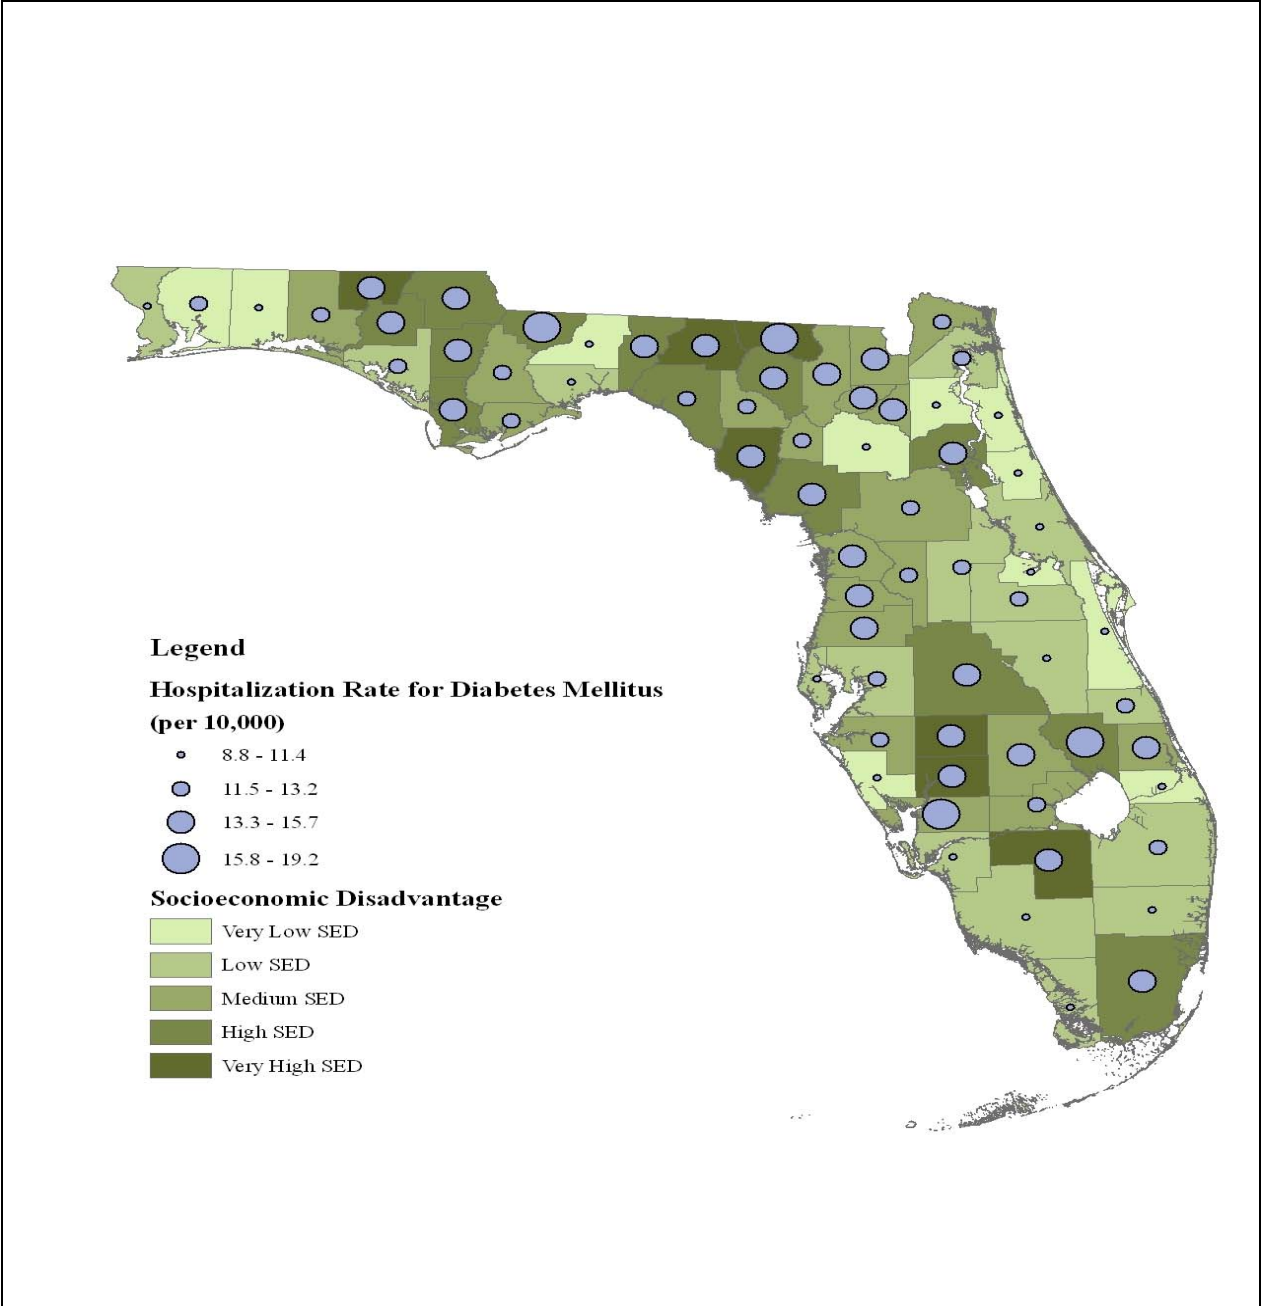 Legend
Hospitalization Rate for Diabetes Mellitus
(per 10,000)
8.8 - 11.4
11.5 - 13.2
13.3 - 15.7
15.8 - 19.2
Socioeconomic Disadvantage
Very Low SED
Low SED
Medium SED
High SED
Very High SED